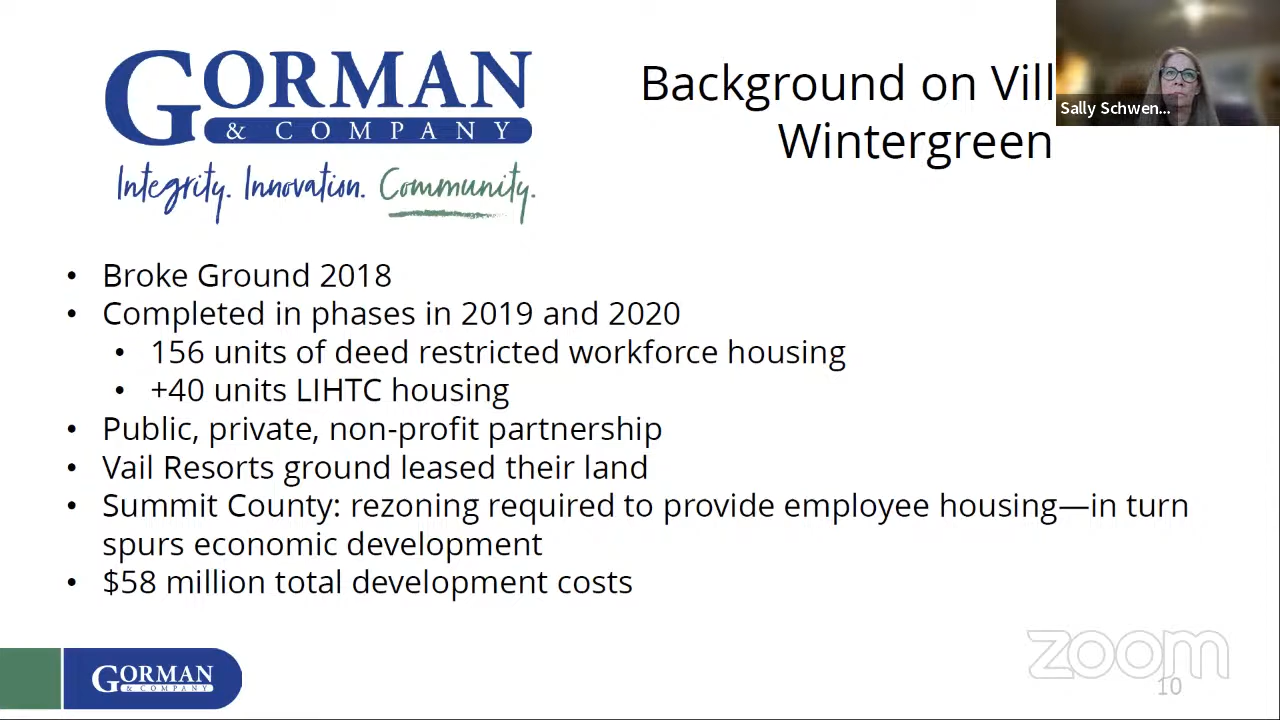 GORMAN
& COMPANY
Integrity. Innovation. Community.
Background on Vill
Wintergreen
Sally Schwen...
• Broke Ground 2018
• Completed in phases in 2019 and 2020
• 156 units of deed restricted workforce housing
• +40 units LIHTC housing
• Public, private, non-profit partnership
• Vail Resorts ground leased their land
• Summit County: rezoning required to provide employee housing—in turn
spurs economic development
• $58 million total development costs
GORMAN
& COMPANY
zoom
10